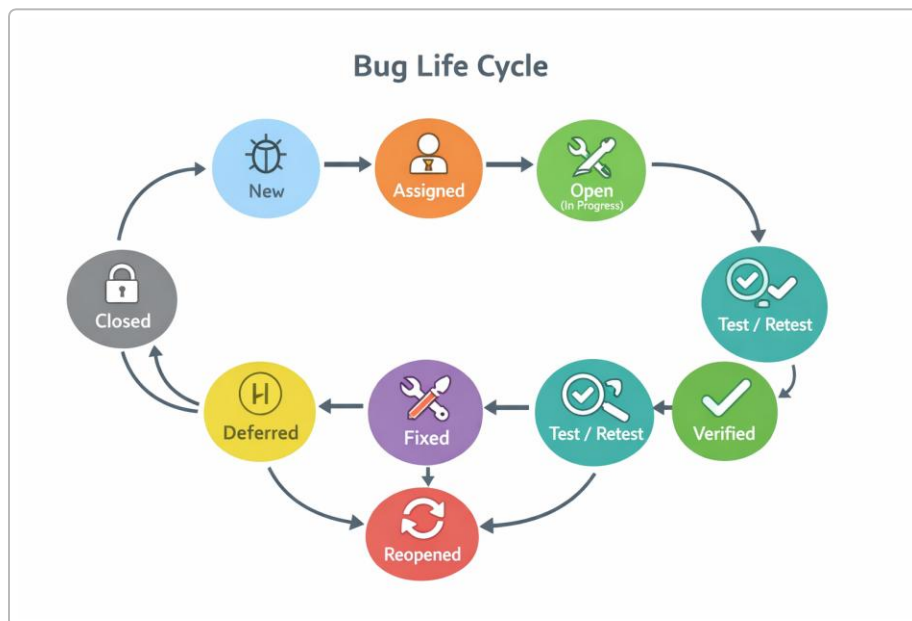 Bug Life Cycle
New
Assigned
Open
(In Progress)
Test / Retest
Closed
Deferred
Fixed
Test / Retest
Verified
Reopened